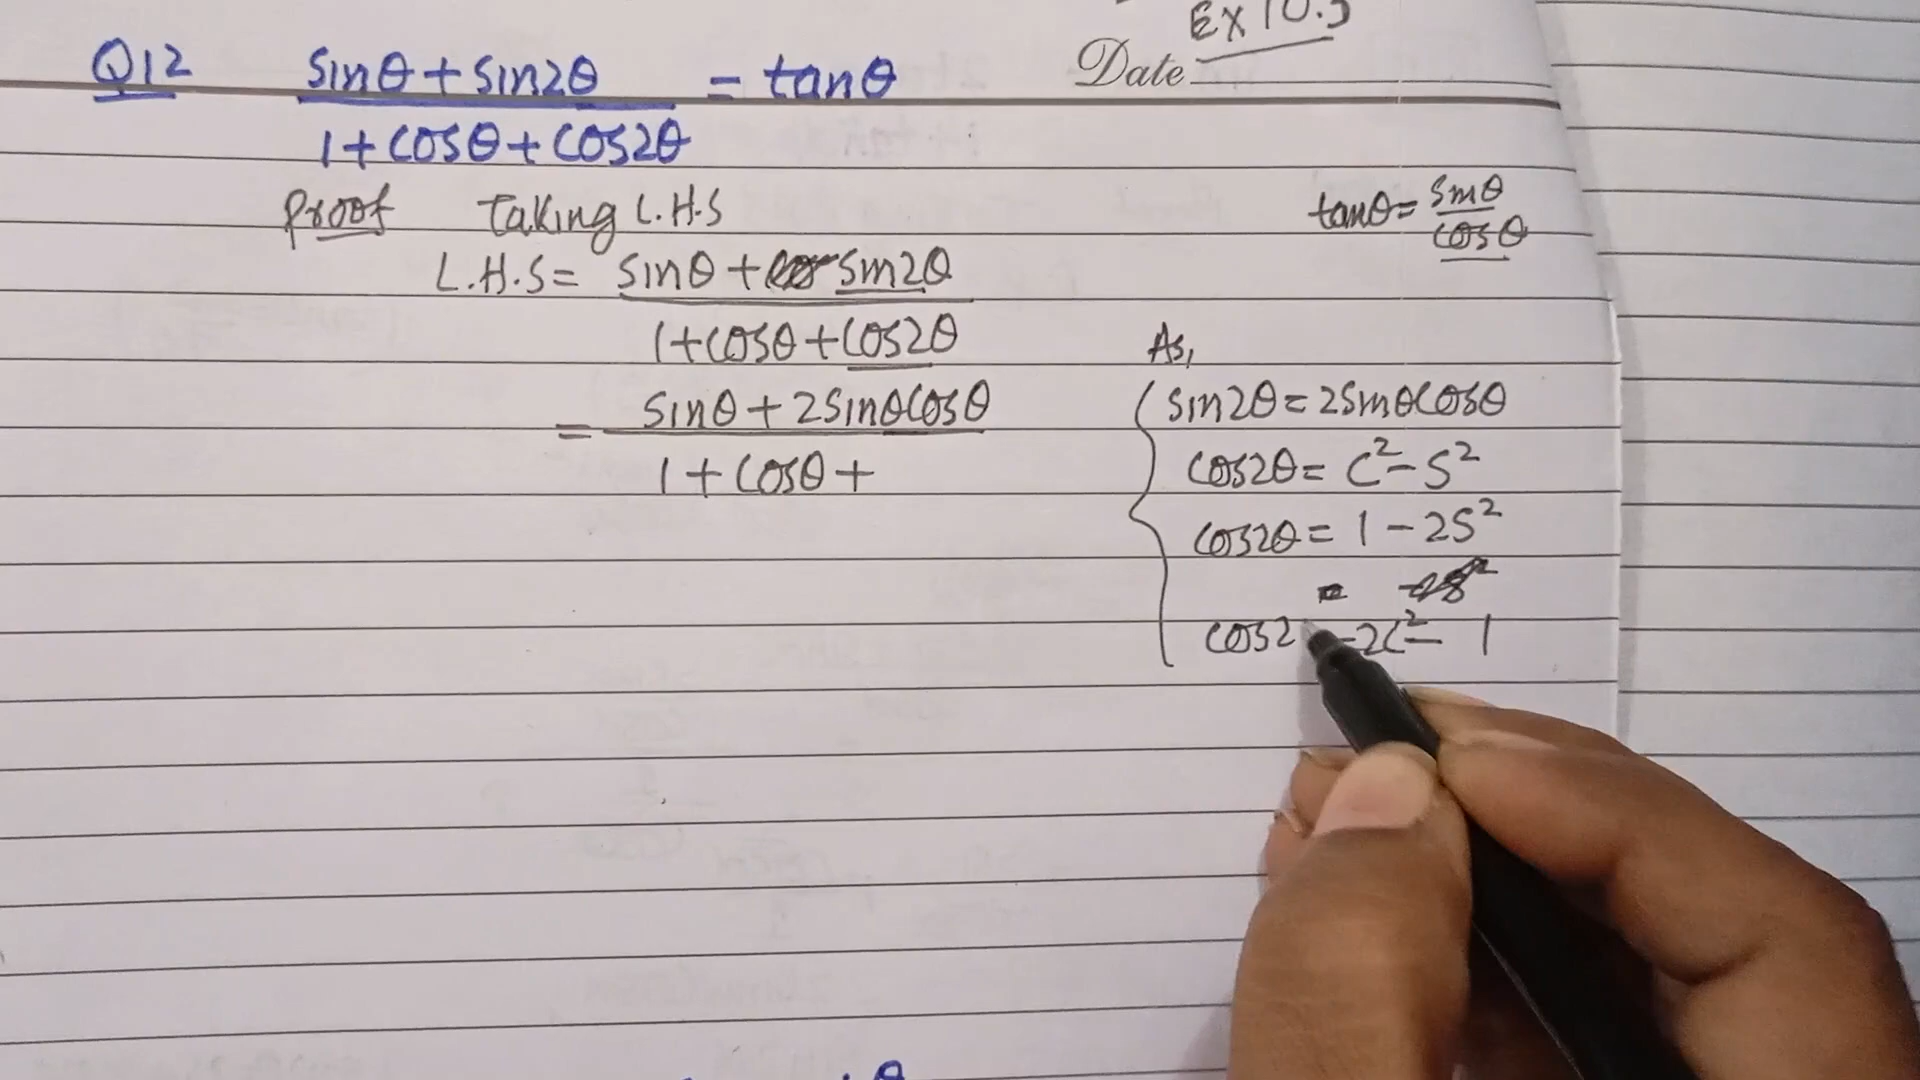 Ex 10.3
Date
Q12 sinθ + sin2θ = tanθ
1 + cosθ + cos2θ
Proof Taking L.H.S
tanθ = sinθ
cosθ
L.H.S = sinθ + sin2θ
1 + cosθ + cos2θ
As,
= sinθ + 2sinθcosθ
1 + cosθ +
sin2θ = 2sinθcosθ
cos2θ = c² - s²
cos2θ = 1 - 2s²
cos2 2c² - 1